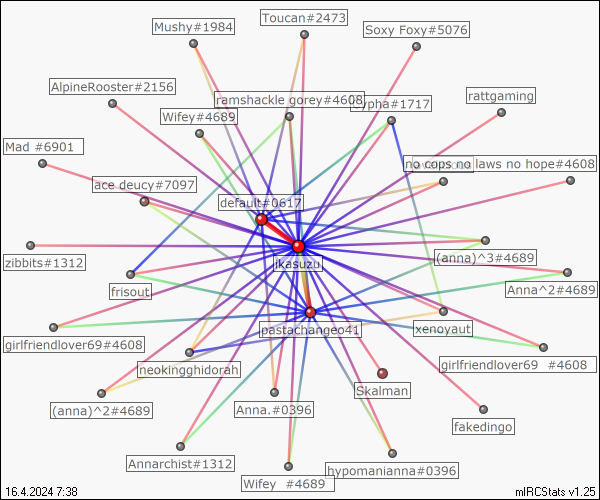 Toucan#2473
Mushy#1984
Soxy Foxy#5076
AlpineRooster#2156
ramshackle gorey#4608
rattgaming
Wifey#4689
ypha#1717
Mad #6901
no cops no laws no hope#4608
ace deucy#7097
default#0617
jkasuzu
zibbits#1312
(anna)^3#4689
frisout
Anna^2#4689
pastachangeo41
xenoyaut
girlfriendlover69#4608
girlfriendlover69 #4608
neokingghidorah
Skalman
(anna)^2#4689
Anna.#0396
fakedingo
Annarchist#1312
hypomanianna#0396
Wifey #4689
16.4.2024 7:38
mIRCStats v1.25